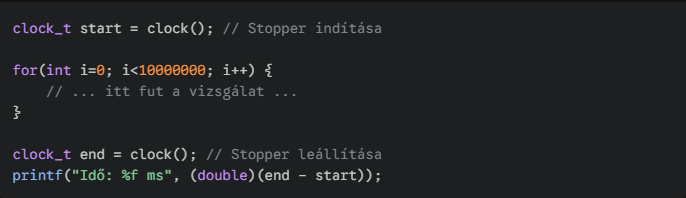 clock_t start = clock(); // Stopper indítása
for(int i=0; i<10000000; i++) {
// ... itt fut a vizsgálat ...
}
clock_t end = clock(); // Stopper leállítása
printf("Idő: %f ms", (double)(end - start));